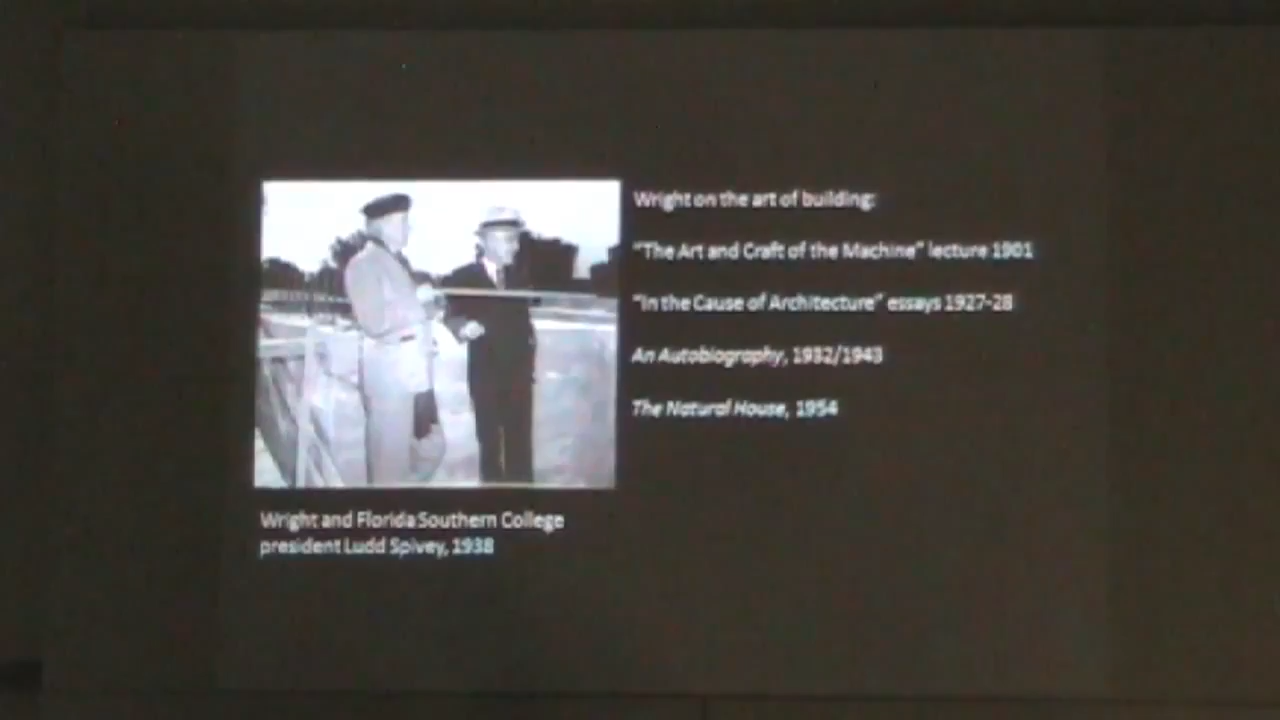 Wright on the art of building:
"The Art and Craft of the Machine" lecture 1901
"In the Cause of Architecture" essays 1927-28
An Autobiography, 1932/1943
The Natural House, 1954
Wright and Florida Southern College
president Ludd Spivey, 1938